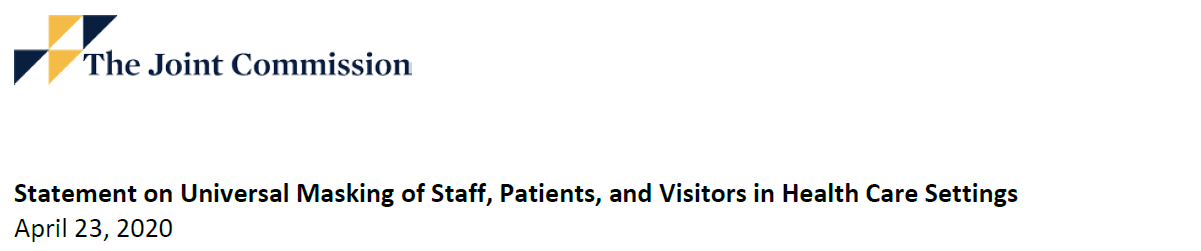 The Joint Commission
Statement on Universal Masking of Staff, Patients, and Visitors in Health Care Settings
April 23, 2020